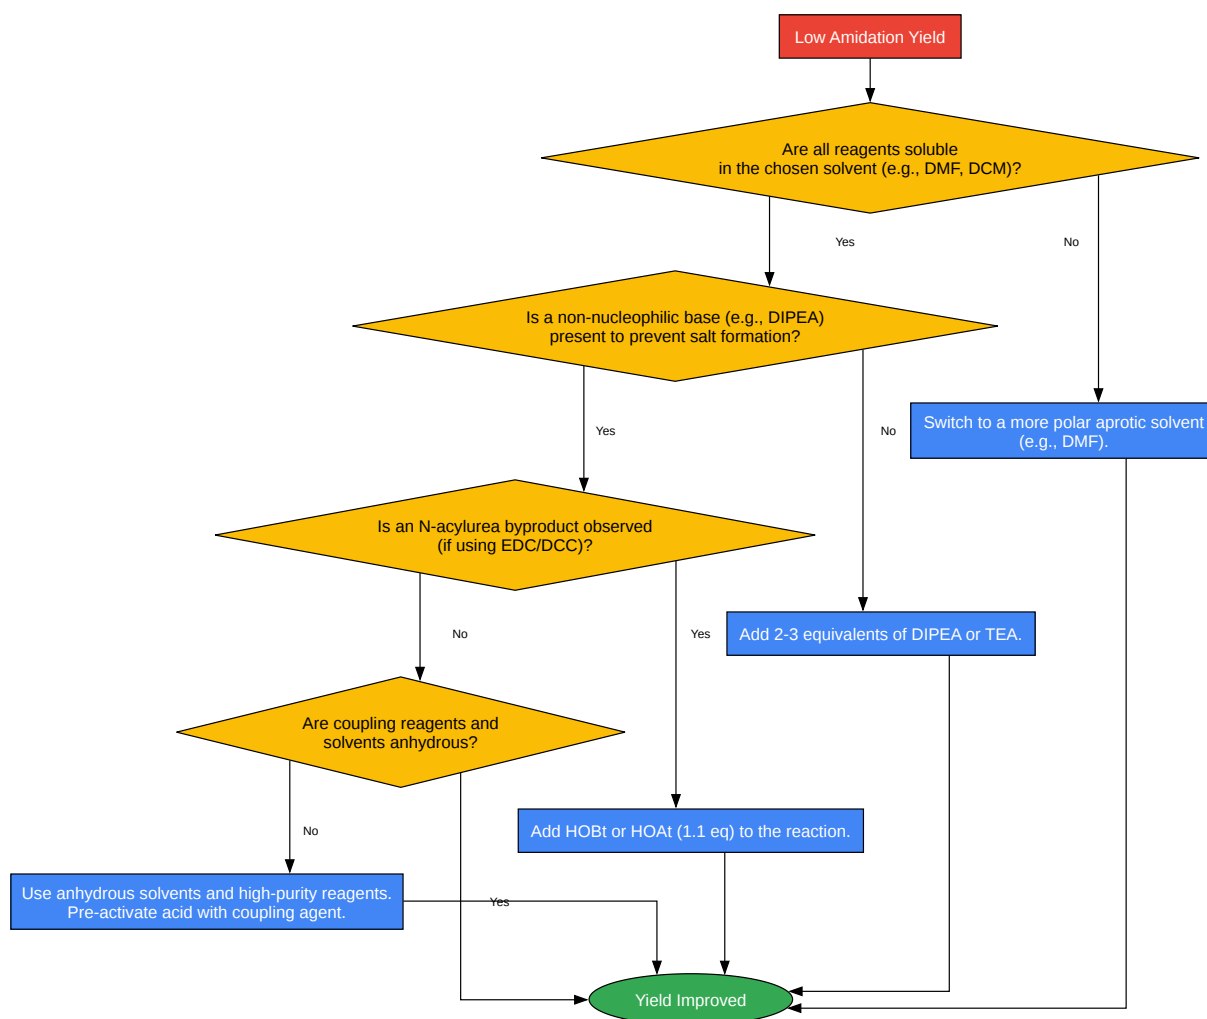 Low Amidation Yield
Are all reagents soluble
in the chosen solvent (e.g., DMF, DCM)?
Yes
No
Is a non-nucleophilic base (e.g., DIPEA)
present to prevent salt formation?
Yes
No
Switch to a more polar aprotic solvent
(e.g., DMF).
Is an N-acylurea byproduct observed
(if using EDC/DCC)?
No
Yes
Add 2-3 equivalents of DIPEA or TEA.
Are coupling reagents and
solvents anhydrous?
No
Add HOBt or HOAt (1.1 eq) to the reaction.
Use anhydrous solvents and high-purity reagents.
Pre-activate acid with coupling agent.
Yes
Yield Improved